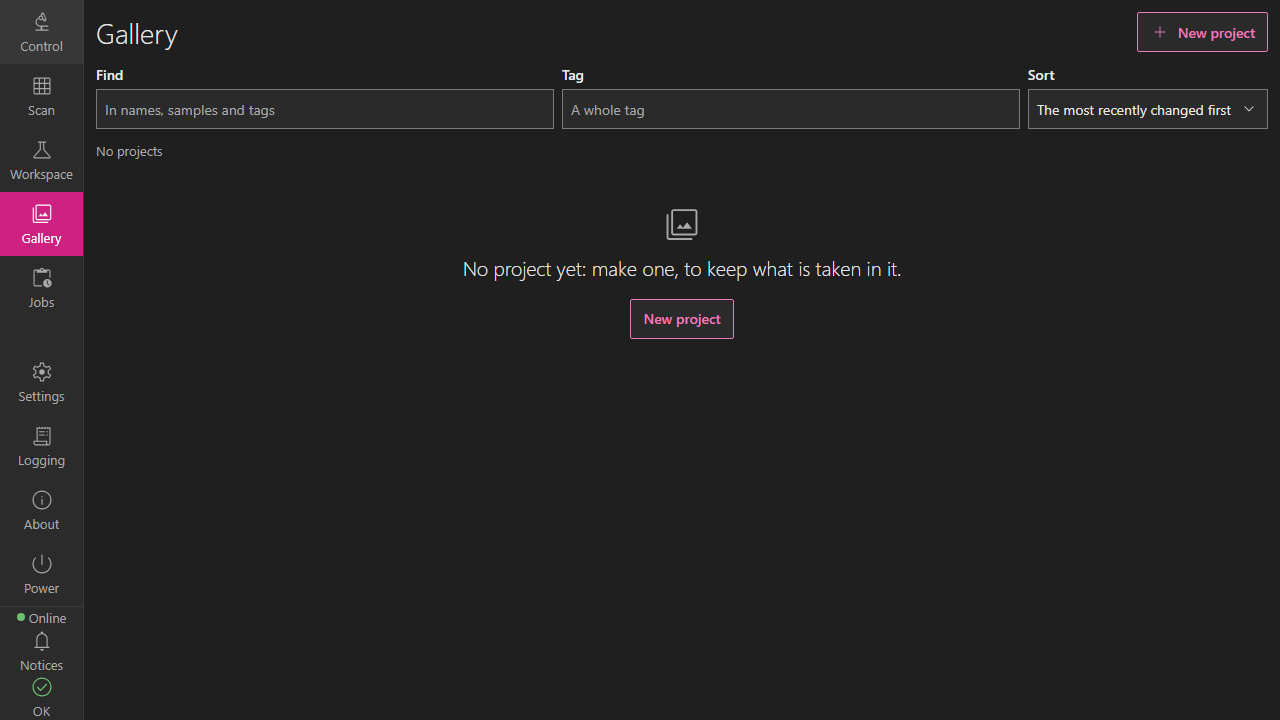 Control
Scan
Workspace
Gallery
Jobs
Settings
Logging
About
Power
Online
Notices
OK
Gallery
New project
Find
In names, samples and tags
Tag
A whole tag
Sort
The most recently changed first
No projects
No project yet: make one, to keep what is taken in it.
New project